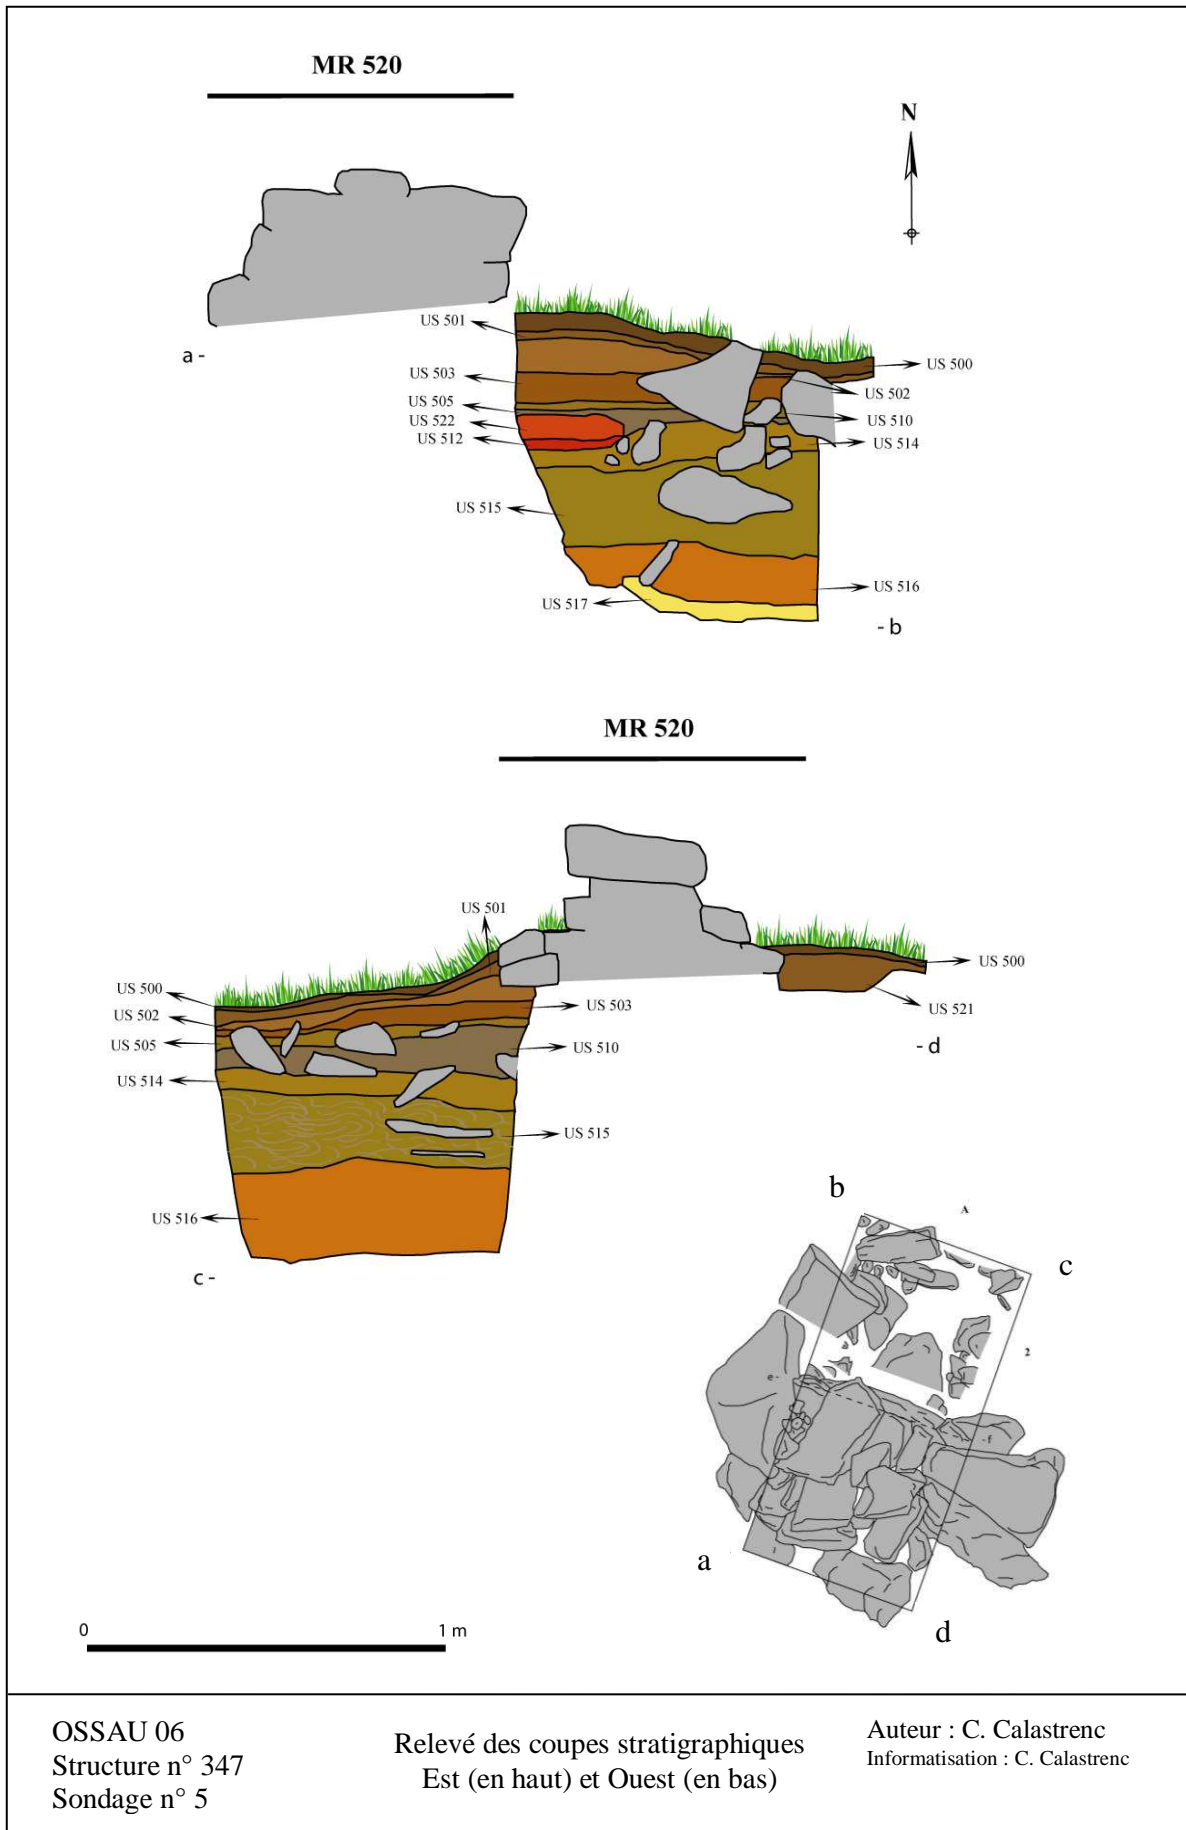 MR 520
N
US 501
a -
US 500
US 503
US 502
US 505
US 510
US 522
US 512
US 514
US 515
US 516
US 517
- b
MR 520
US 501
US 500
US 500
US 502
US 503
US 521
US 505
US 510
- d
US 514
US 515
US 516
c -
b
A
c
2
e -
- f
1
a
d
0
1 m
OSSAU 06
Structure n° 347
Sondage n° 5
Relevé des coupes stratigraphiques
Est (en haut) et Ouest (en bas)
Auteur : C. Calastrenc
Informatisation : C. Calastrenc